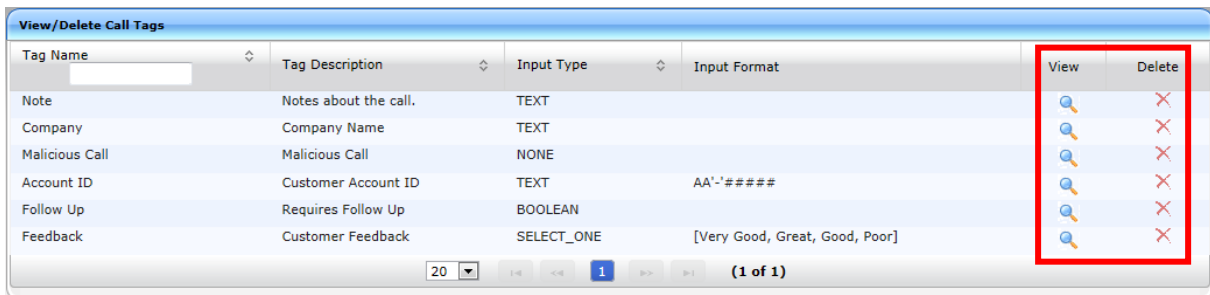 View/Delete Call Tags
Tag Name Tag Description Input Type Input Format View Delete
Note Notes about the call. TEXT
Company Company Name TEXT
Malicious Call Malicious Call NONE
Account ID Customer Account ID TEXT AA'-'#####
Follow Up Requires Follow Up BOOLEAN
Feedback Customer Feedback SELECT_ONE [Very Good, Great, Good, Poor]
20 1 (1 of 1)